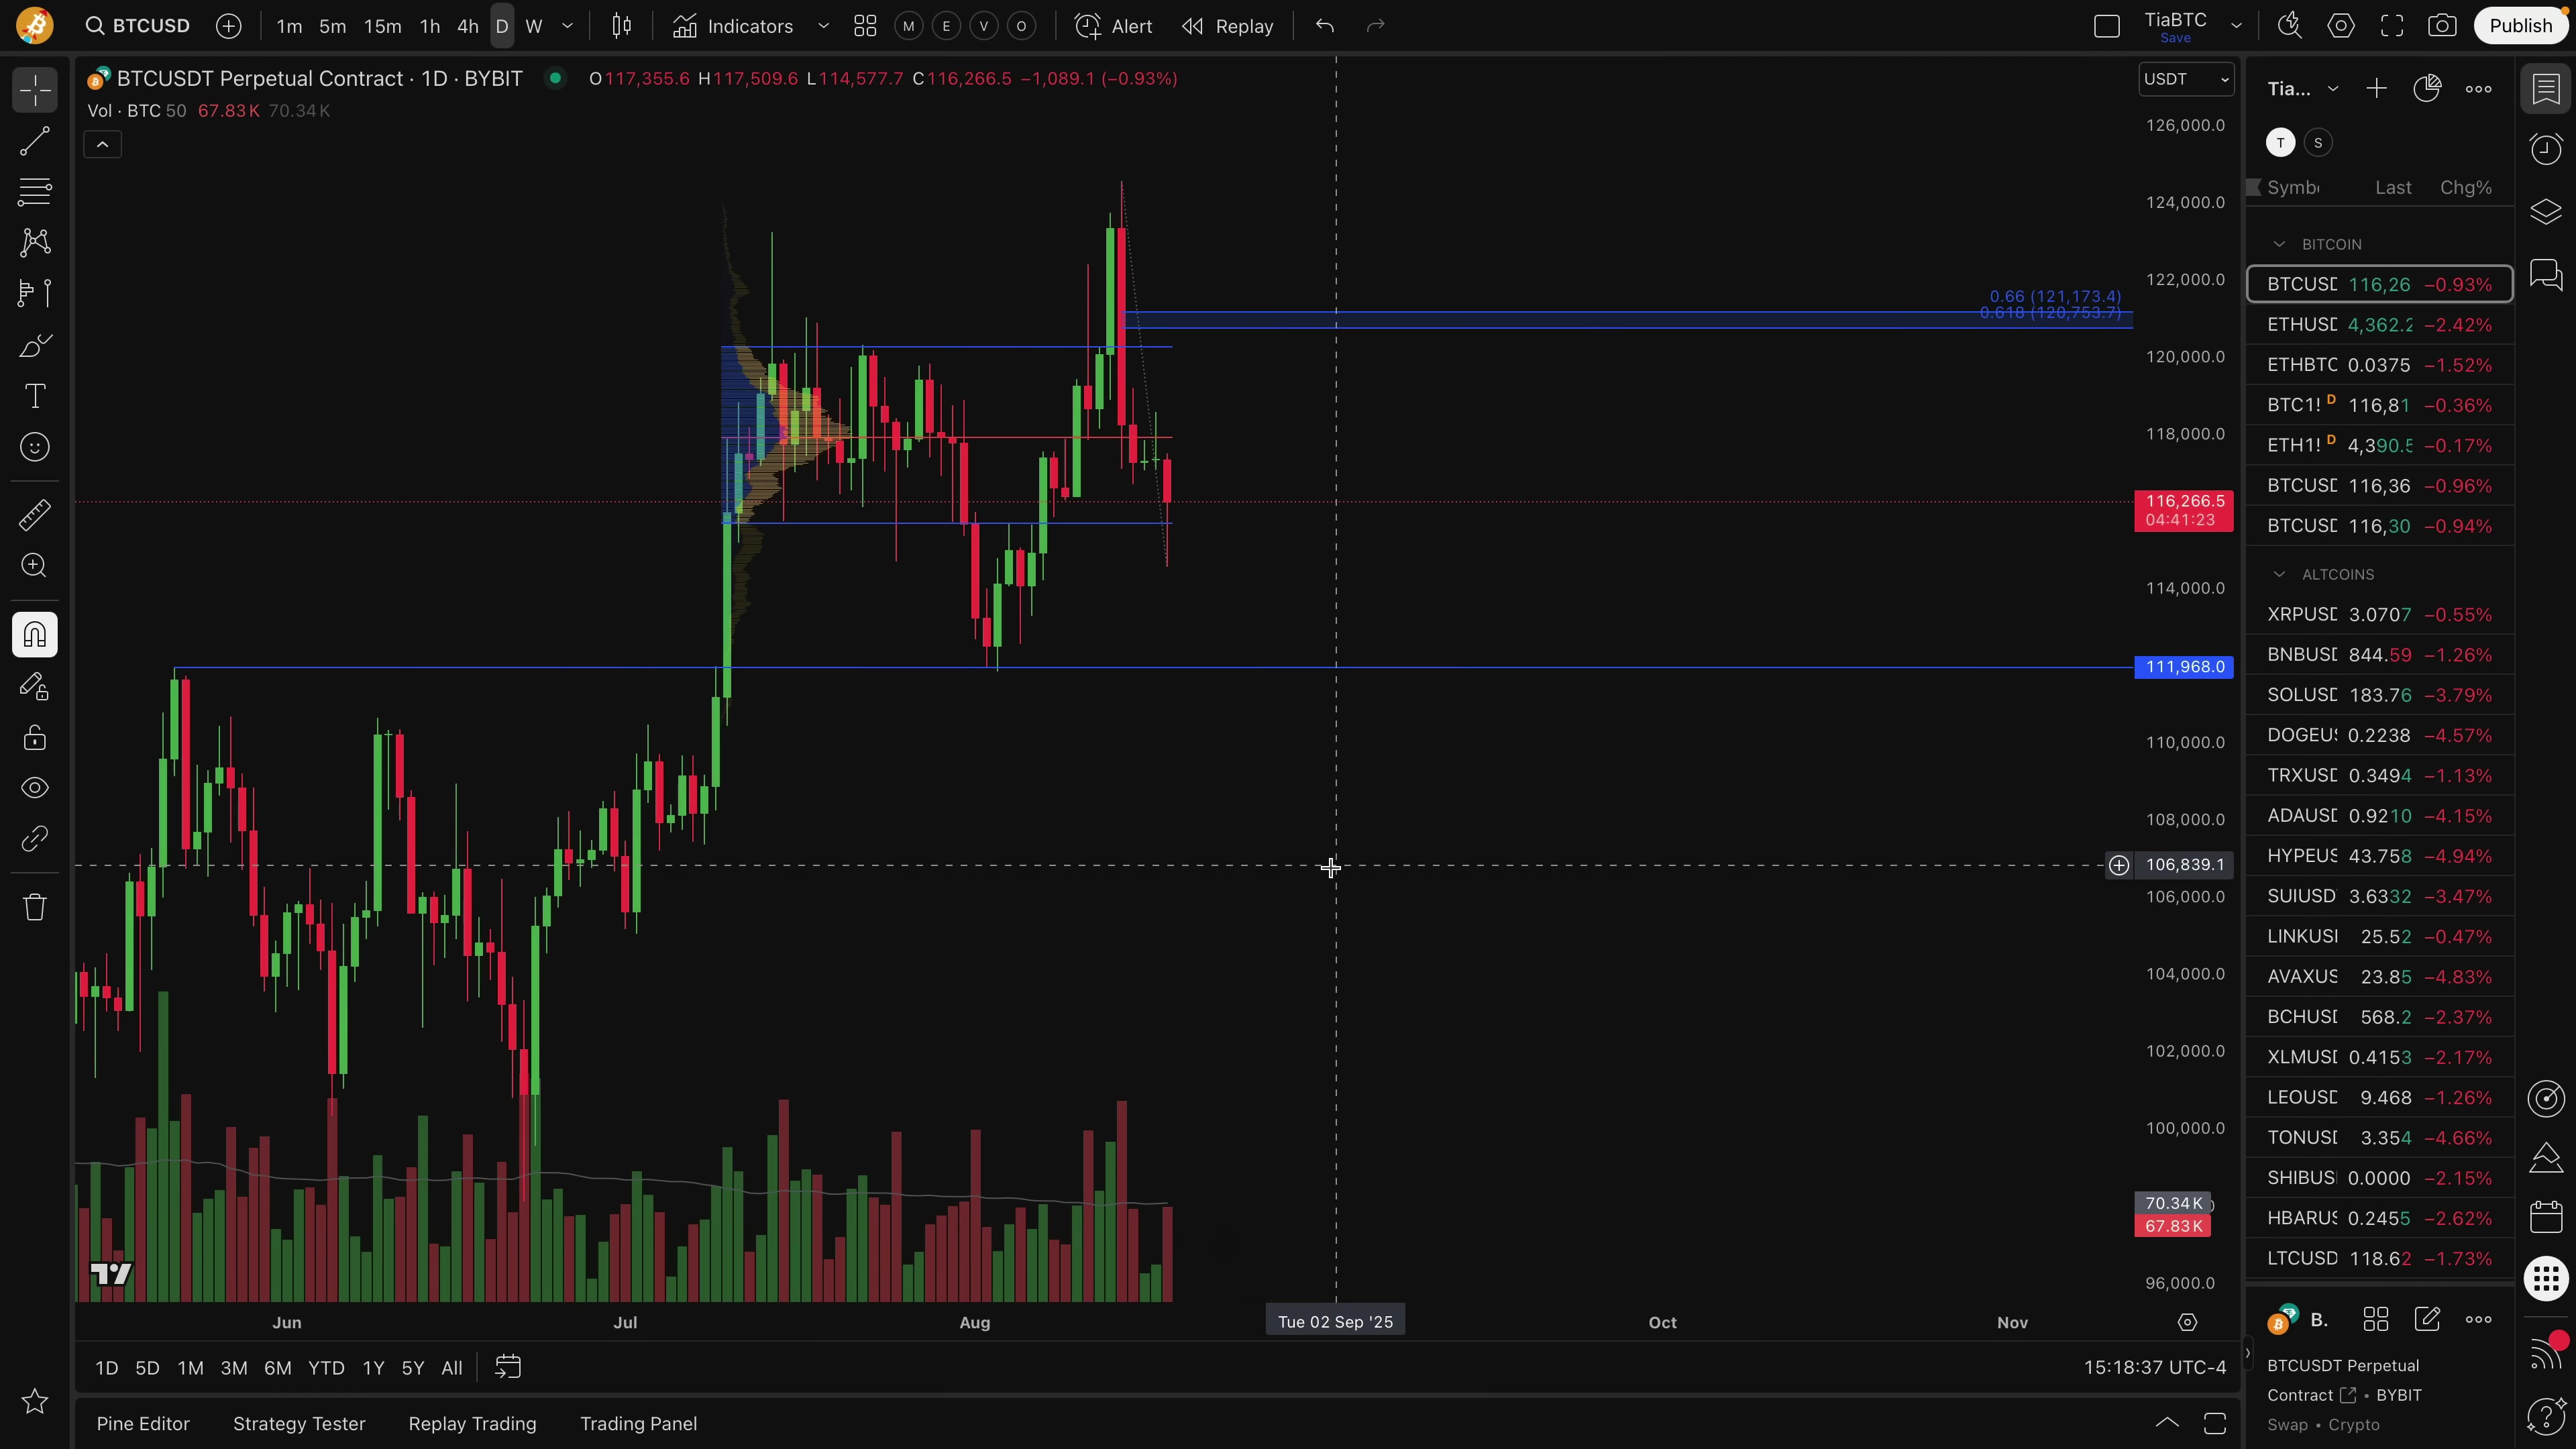 BTCUSD
1m 5m 15m 1h 4h D W
Indicators
M E V O
Alert
Replay
TiaBTC
Save
Publish
BTCUSDT Perpetual Contract · 1D · BYBIT
O117,355.6 H117,509.6 L114,577.7 C116,266.5 −1,089.1 (−0.93%)
Vol · BTC 50 67.83 K 70.34 K
USDT
126,000.0
124,000.0
122,000.0
0.66 (121,173.4)
0.618 (120,753.7)
120,000.0
118,000.0
116,266.5
04:41:23
114,000.0
111,968.0
110,000.0
108,000.0
106,839.1
106,000.0
104,000.0
102,000.0
100,000.0
70.34 K
67.83 K
96,000.0
Jun Jul Aug Tue 02 Sep '25 Oct Nov
1D 5D 1M 3M 6M YTD 1Y 5Y All
15:18:37 UTC-4
Pine Editor Strategy Tester Replay Trading Trading Panel
Tia...
T S
Symb Last Chg%
BITCOIN
BTCUSD 116,26 −0.93%
ETHUSD 4,362.2 −2.42%
ETHBTC 0.0375 −1.52%
BTC1! D 116,81 −0.36%
ETH1! D 4,390.5 −0.17%
BTCUSD 116,36 −0.96%
BTCUSD 116,30 −0.94%
ALTCOINS
XRPUSD 3.0707 −0.55%
BNBUSD 844.59 −1.26%
SOLUSD 183.76 −3.79%
DOGEUS 0.2238 −4.57%
TRXUSD 0.3494 −1.13%
ADAUSD 0.9210 −4.15%
HYPEUS 43.758 −4.94%
SUIUSD 3.6332 −3.47%
LINKUS 25.52 −0.47%
AVAXUS 23.85 −4.83%
BCHUSD 568.2 −2.37%
XLMUSD 0.4153 −2.17%
LEOUSD 9.468 −1.26%
TONUSD 3.354 −4.66%
SHIBUS 0.0000 −2.15%
HBARUS 0.2455 −2.62%
LTCUSD 118.62 −1.73%
B.
BTCUSDT Perpetual
Contract • BYBIT
Swap • Crypto